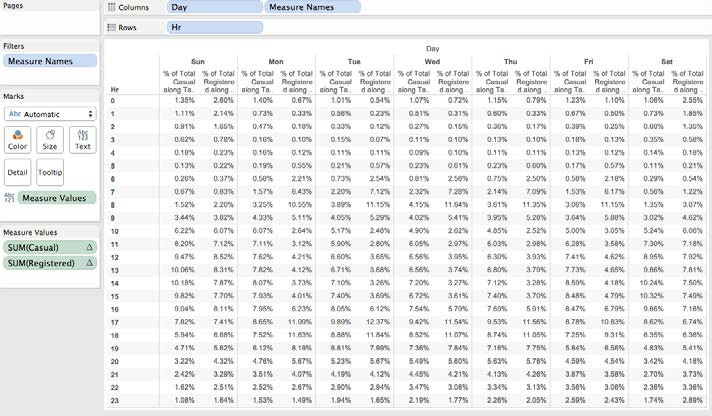 Pages
Columns Day Measure Names
Rows Hr
Filters
Measure Names
Marks
Abc Automatic
Color Size Text
Detail Tooltip
Measure Values
Measure Values
SUM(Casual) Δ
SUM(Registered) Δ
Day
Sun Mon Tue Wed Thu Fri Sat
% of Total % of Total % of Total % of Total % of Total % of Total % of Total % of Total % of Total % of Total % of Total % of Total % of Total % of Total
Casual Registere Casual Registere Casual Registere Casual Registere Casual Registere Casual Registere Casual Registere
Hr along Ta.. d along .. along Ta.. d along .. along Ta.. d along .. along Ta.. d along .. along Ta.. d along .. along Ta.. d along .. along Ta.. d along ..
0 1.35% 2.60% 1.40% 0.67% 1.01% 0.54% 1.07% 0.72% 1.15% 0.79% 1.23% 1.10% 1.06% 2.55%
1 1.11% 2.14% 0.73% 0.33% 0.56% 0.23% 0.51% 0.31% 0.60% 0.33% 0.67% 0.50% 0.73% 1.85%
2 0.91% 1.65% 0.47% 0.18% 0.33% 0.12% 0.27% 0.15% 0.36% 0.17% 0.39% 0.25% 0.60% 1.35%
3 0.62% 0.78% 0.16% 0.10% 0.15% 0.07% 0.11% 0.10% 0.13% 0.10% 0.18% 0.13% 0.35% 0.58%
4 0.18% 0.23% 0.16% 0.12% 0.11% 0.11% 0.09% 0.10% 0.11% 0.11% 0.13% 0.12% 0.14% 0.18%
5 0.13% 0.22% 0.19% 0.55% 0.21% 0.57% 0.23% 0.61% 0.23% 0.60% 0.17% 0.57% 0.11% 0.21%
6 0.26% 0.37% 0.58% 2.21% 0.73% 2.54% 0.81% 2.58% 0.75% 2.50% 0.58% 2.18% 0.29% 0.54%
7 0.67% 0.83% 1.57% 6.43% 2.20% 7.12% 2.32% 7.28% 2.14% 7.09% 1.53% 6.17% 0.56% 1.22%
8 1.52% 2.20% 3.25% 10.55% 3.89% 11.15% 4.15% 11.64% 3.61% 11.35% 3.06% 11.15% 1.35% 3.07%
9 3.44% 3.82% 4.33% 5.11% 4.05% 5.29% 4.02% 5.41% 3.95% 5.28% 3.64% 5.88% 3.02% 4.62%
10 6.22% 6.07% 6.07% 2.64% 5.17% 2.46% 4.90% 2.62% 4.85% 2.52% 5.00% 3.05% 5.24% 6.06%
11 8.20% 7.12% 7.11% 3.12% 5.90% 2.80% 6.05% 2.97% 6.03% 2.98% 6.28% 3.58% 7.30% 7.18%
12 9.47% 8.52% 7.62% 4.21% 6.60% 3.65% 6.56% 3.95% 6.30% 3.93% 7.41% 4.62% 8.95% 7.92%
13 10.06% 8.31% 7.82% 4.12% 6.71% 3.68% 6.56% 3.74% 6.80% 3.79% 7.73% 4.65% 9.86% 7.81%
14 10.18% 7.87% 8.07% 3.73% 7.10% 3.26% 7.20% 3.27% 7.12% 3.28% 8.59% 4.18% 10.24% 7.50%
15 9.82% 7.70% 7.93% 4.01% 7.40% 3.69% 6.72% 3.61% 7.40% 3.70% 8.48% 4.79% 10.32% 7.49%
16 9.04% 8.11% 7.95% 6.23% 8.05% 6.12% 7.54% 5.79% 7.69% 5.91% 8.47% 6.79% 9.86% 7.18%
17 7.82% 7.41% 8.65% 11.99% 9.89% 12.37% 9.42% 11.54% 9.53% 11.56% 8.78% 10.83% 8.62% 6.74%
18 5.94% 6.68% 7.52% 11.63% 8.88% 11.84% 8.52% 11.07% 8.74% 11.05% 7.25% 9.31% 6.35% 6.36%
19 4.71% 5.62% 6.12% 8.19% 6.81% 7.99% 7.36% 7.84% 7.16% 7.75% 5.84% 6.56% 4.83% 5.41%
20 3.22% 4.32% 4.76% 5.67% 5.23% 5.67% 5.49% 5.60% 5.63% 5.78% 4.59% 4.54% 3.42% 4.18%
21 2.42% 3.29% 3.51% 4.07% 4.19% 4.12% 4.45% 4.21% 4.13% 4.26% 3.87% 3.58% 2.70% 3.73%
22 1.62% 2.51% 2.52% 2.67% 2.90% 2.94% 3.47% 3.08% 3.34% 3.13% 3.56% 3.06% 2.36% 3.36%
23 1.08% 1.64% 1.53% 1.49% 1.94% 1.65% 2.19% 1.77% 2.26% 2.05% 2.59% 2.43% 1.74% 2.89%